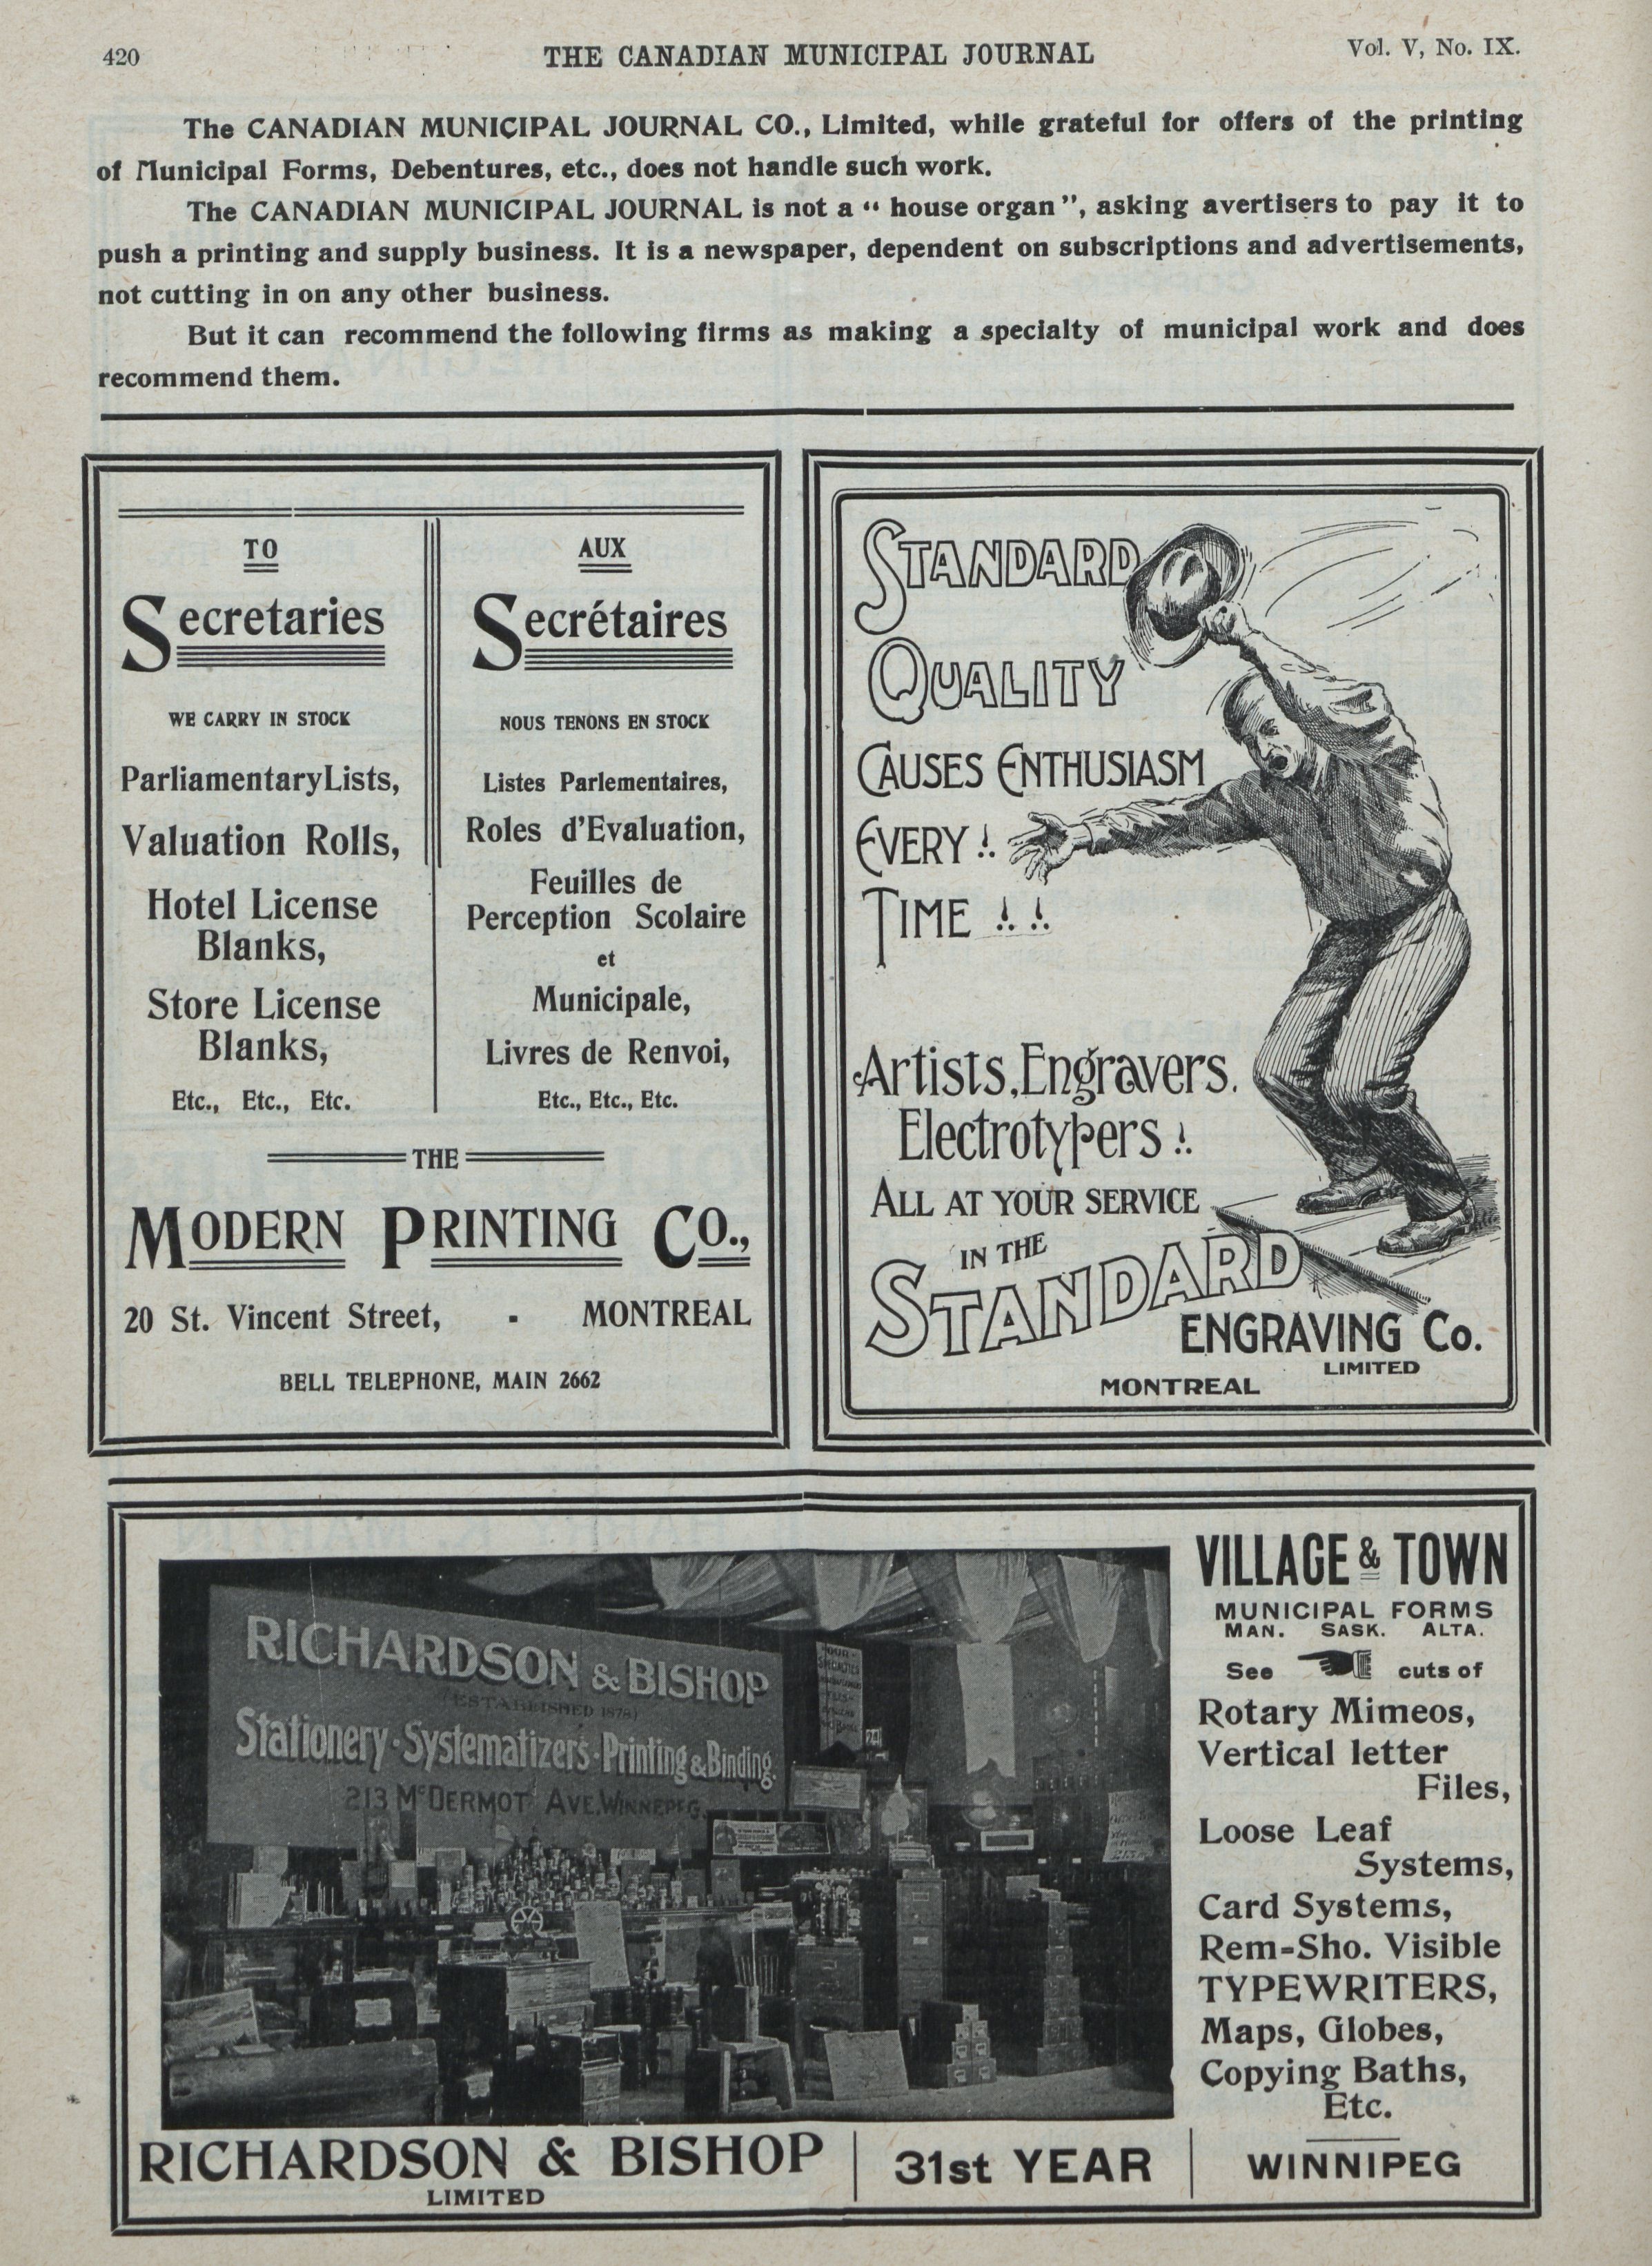 420
THE CANADIAN MUNICIPAL JOURNAL
Vol. V, No. IX.
The CANADIAN MUNICIPAL JOURNAL CO., Limited, while grateful for offers of the printing
of Municipal Forms, Debentures, etc., does not handle such work.
The CANADIAN MUNICIPAL JOURNAL is not a “ house organ”, asking avertisers to pay it to
push a printing and supply business. It is a newspaper, dependent on subscriptions and advertisements,
not cutting in on any other business.
But it can recommend the following firms as making a specialty of municipal work and does
recommend them.
TO
Secretaries
WE CARRY IN STOCK
Parliamentary Lists,
Valuation Rolls,
Hotel License
Blanks,
Store License
Blanks,
Etc., Etc., Etc.
AUX
Secrétaires
NOUS TENONS EN STOCK
Listes Parlementaires,
Roles d'Evaluation,
Feuilles de
Perception Scolaire
et
Municipale,
Livres de Renvoi,
Etc., Etc., Etc.
THE
MODERN PRINTING CO.,
20 St. Vincent Street, - MONTREAL
BELL TELEPHONE, MAIN 2662
STANDARD
QUALITY
CAUSES ENTHUSIASM
EVERY!
TIME !!
Artists, Engravers.
Electrotypers!
ALL AT YOUR SERVICE
IN THE
STANDARD
ENGRAVING Co.
LIMITED
MONTREAL
RICHARDSON & BISHOP
(ESTABLISHED 1878)
Stationery·Systematizers·Printing & Binding.
213 McDERMOT AVE. WINNEPEG.
VILLAGE & TOWN
MUNICIPAL FORMS
MAN. SASK. ALTA.
See cuts of
Rotary Mimeos,
Vertical letter
Files,
Loose Leaf
Systems,
Card Systems,
Rem-Sho. Visible
TYPEWRITERS,
Maps, Globes,
Copying Baths,
Etc.
RICHARDSON & BISHOP
LIMITED
31st YEAR
WINNIPEG